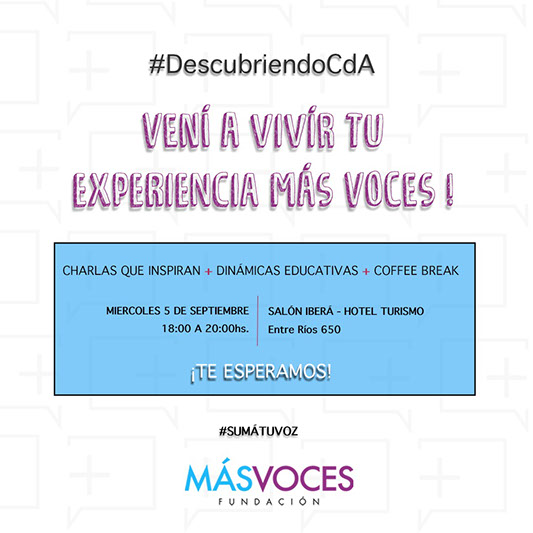 #DescubriendoCdA
VENÍ A VIVÍR TU
EXPERIENCIA MÁS VOCES !
CHARLAS QUE INSPIRAN + DINÁMICAS EDUCATIVAS + COFFEE BREAK
MIERCOLES 5 DE SEPTIEMBRE
18:00 A 20:00hs.
SALÓN IBERÁ - HOTEL TURISMO
Entre Ríos 650
¡TE ESPERAMOS!
#SUMÁTUVOZ
MÁSVOCES
FUNDACIÓN